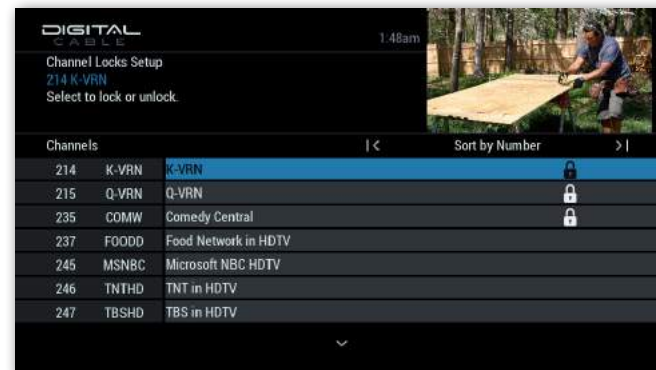 DIGITAL
CABLE
1:48am
Channel Locks Setup
214 K-VRN
Select to lock or unlock.
Channels |< Sort by Number >|
214 K-VRN K-VRN
215 Q-VRN Q-VRN
235 COMW Comedy Central
237 FOODD Food Network in HDTV
245 MSNBC Microsoft NBC HDTV
246 TNTHD TNT in HDTV
247 TBSHD TBS in HDTV